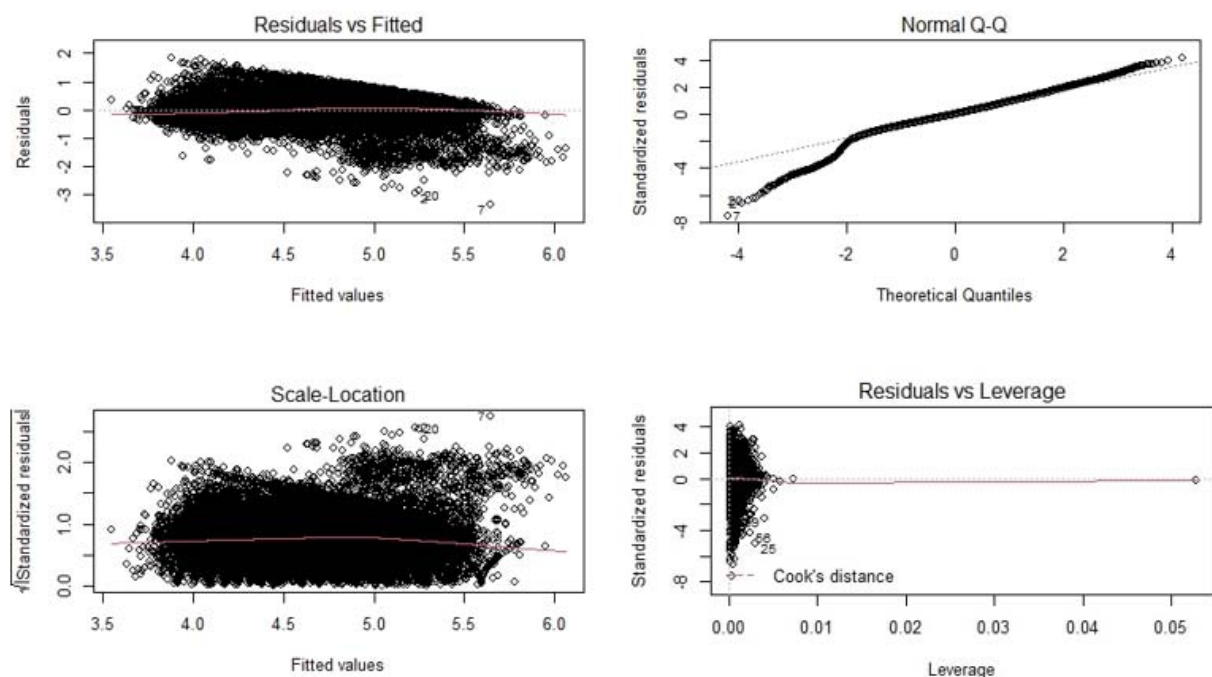 Residuals vs Fitted
Residuals
2
1
0
-1
-2
-3
20
2
7
3.5 4.0 4.5 5.0 5.5 6.0
Fitted values
Normal Q-Q
Standardized residuals
4
2
0
-4
-8
7
-4 -2 0 2 4
Theoretical Quantiles
Scale-Location
√|Standardized residuals|
2.0
1.0
0.0
7
20
3.5 4.0 4.5 5.0 5.5 6.0
Fitted values
Residuals vs Leverage
Standardized residuals
4
0
-4
-8
25
Cook's distance
0.00 0.01 0.02 0.03 0.04 0.05
Leverage